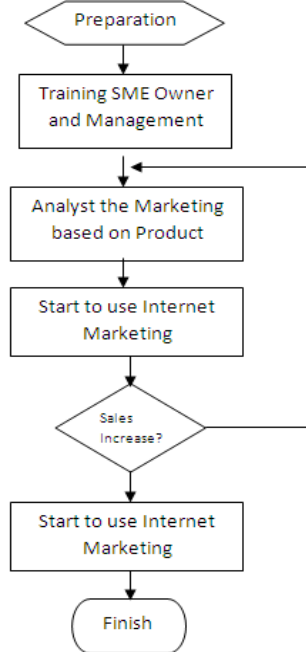 Preparation
Training SME Owner
and Management
Analyst the Marketing
based on Product
Start to use Internet
Marketing
Sales
Increase?
Start to use Internet
Marketing
Finish